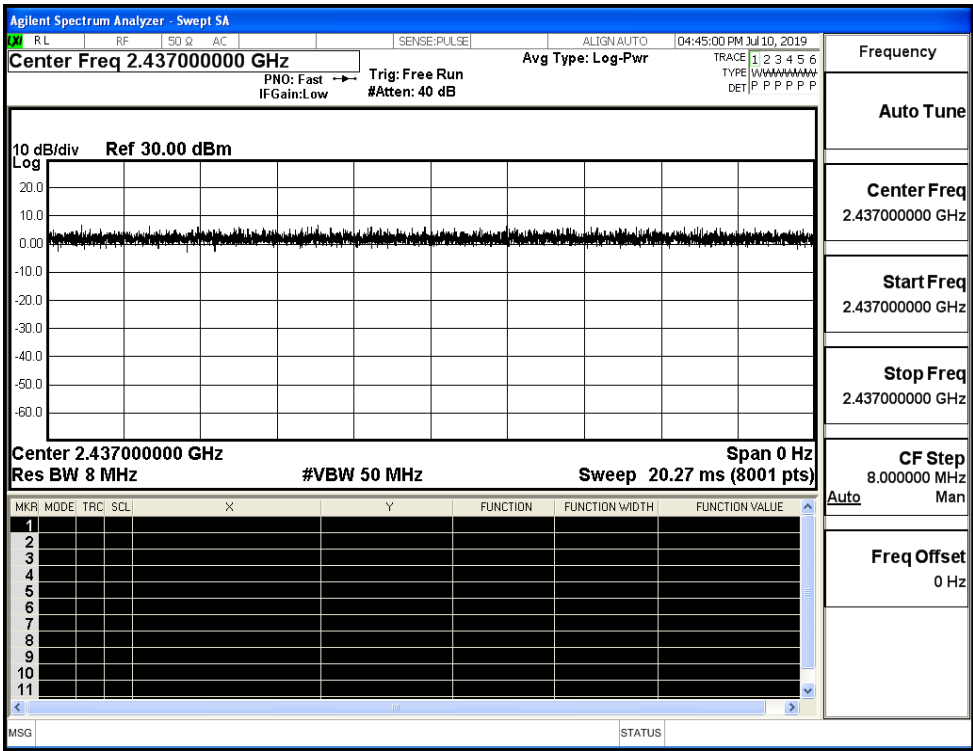 Agilent Spectrum Analyzer - Swept SA
LXI RL RF 50 Ω AC SENSE:PULSE ALIGN AUTO 04:45:00 PM Jul 10, 2019
Center Freq 2.437000000 GHz Avg Type: Log-Pwr TRACE 1 2 3 4 5 6
PNO: Fast Trig: Free Run TYPE WWWWWW
IFGain:Low #Atten: 40 dB DET P P P P P P
10 dB/div Ref 30.00 dBm
Log
20.0
10.0
0.00
-10.0
-20.0
-30.0
-40.0
-50.0
-60.0
Center 2.437000000 GHz Span 0 Hz
Res BW 8 MHz #VBW 50 MHz Sweep 20.27 ms (8001 pts)
MKR MODE TRC SCL X Y FUNCTION FUNCTION WIDTH FUNCTION VALUE
1
2
3
4
5
6
7
8
9
10
11
MSG STATUS
Frequency
Auto Tune
Center Freq
2.437000000 GHz
Start Freq
2.437000000 GHz
Stop Freq
2.437000000 GHz
CF Step
8.000000 MHz
Auto Man
Freq Offset
0 Hz